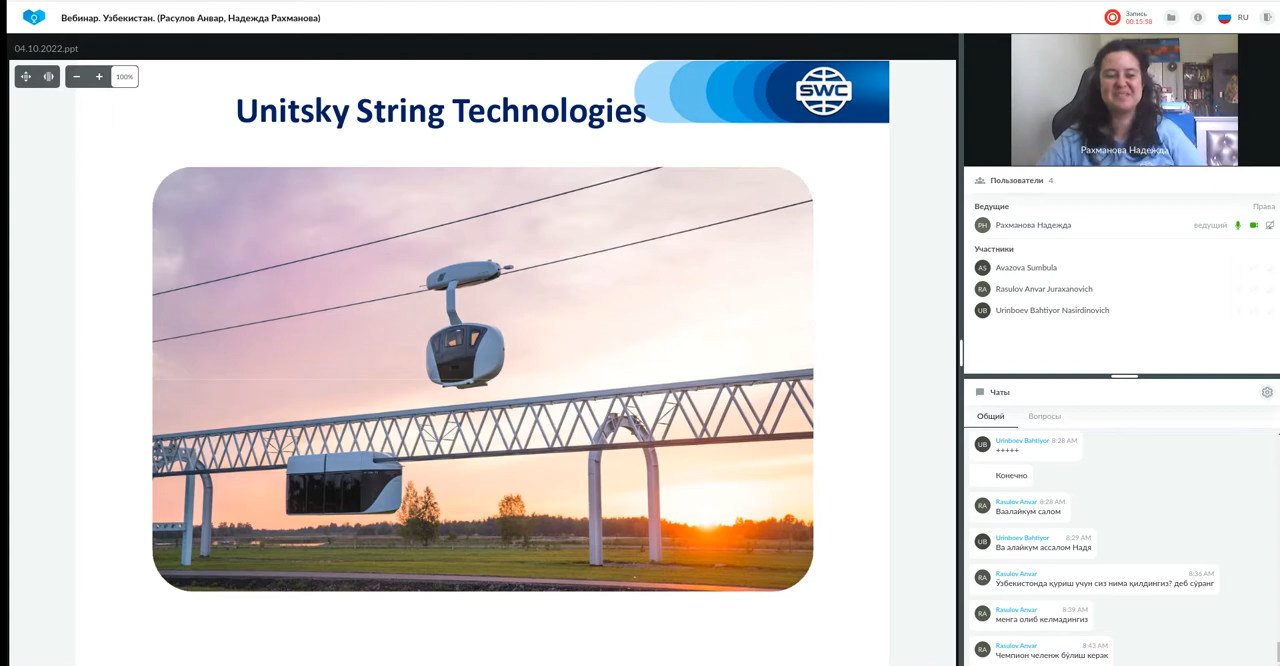 Вебинар. Узбекистан. (Расулов Анвар, Надежда Рахманова)
Запись
00:15:58
RU
04.10.2022.ppt
100%
Unitsky String Technologies
SWC
Рахманова Надежда
Пользователи 4
Ведущие
Права
PH Рахманова Надежда ведущий
Участники
AS Avazova Sumbula
RA Rasulov Anvar Juraxanovich
UB Urinboev Bahtiyor Nasirdinovich
Чаты
Общий Вопросы
UB Urinboev Bahtiyor 8:28 AM
+++++
Конечно
RA Rasulov Anvar 8:28 AM
Ваалайкум салом
UB Urinboev Bahtiyor 8:29 AM
Ва алайкум ассалом Надя
RA Rasulov Anvar 8:36 AM
Ўзбекистонда қуриш учун сиз нима қилдингиз? деб сўранг
RA Rasulov Anvar 8:39 AM
менга олиб келмадингиз
RA Rasulov Anvar 8:43 AM
Чемпион челенж бўлиш керак